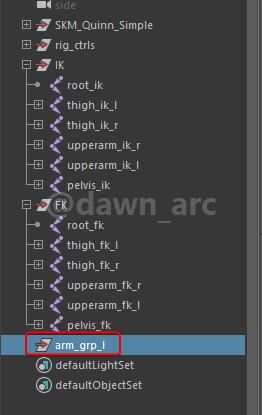 side
SKM_Quinn_Simple
rig_ctrls
IK
root_ik
thigh_ik_l
thigh_ik_r
upperarm_ik_r
upperarm_ik_l
pelvis_ik
FK
@dawn_arc
root_fk
thigh_fk_l
thigh_fk_r
upperarm_fk_r
upperarm_fk_l
pelvis_fk
arm_grp_l
defaultLightSet
defaultObjectSet